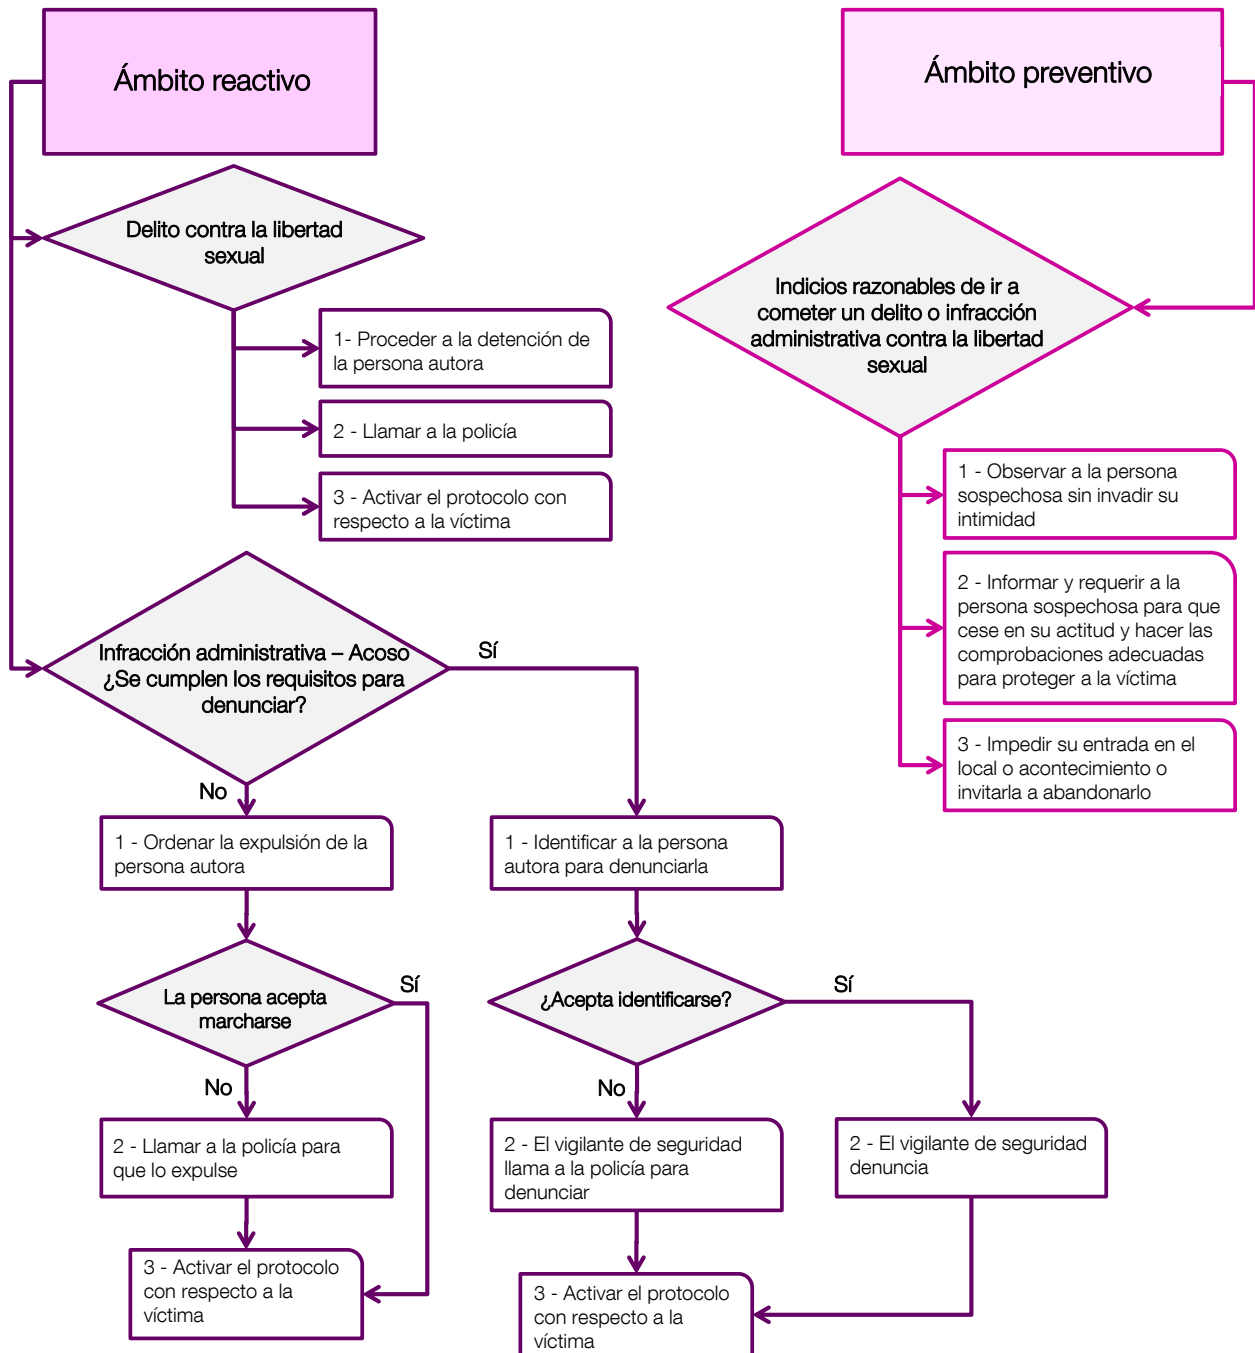 Ámbito reactivo
Delito contra la libertad
sexual
1- Proceder a la detención de
la persona autora
2 - Llamar a la policía
3 - Activar el protocolo con
respecto a la víctima
Infracción administrativa – Acoso
¿Se cumplen los requisitos para
denunciar?
Sí
No
1 - Ordenar la expulsión de la
persona autora
La persona acepta
marcharse
Sí
No
2 - Llamar a la policía para
que lo expulse
3 - Activar el protocolo
con respecto a la
víctima
1 - Identificar a la persona
autora para denunciarla
¿Acepta identificarse?
Sí
No
2 - El vigilante de seguridad
llama a la policía para
denunciar
2 - El vigilante de seguridad
denuncia
3 - Activar el protocolo
con respecto a la
víctima
Ámbito preventivo
Indicios razonables de ir a
cometer un delito o infracción
administrativa contra la libertad
sexual
1 - Observar a la persona
sospechosa sin invadir su
intimidad
2 - Informar y requerir a la
persona sospechosa para que
cese en su actitud y hacer las
comprobaciones adecuadas
para proteger a la víctima
3 - Impedir su entrada en el
local o acontecimiento o
invitarla a abandonarlo